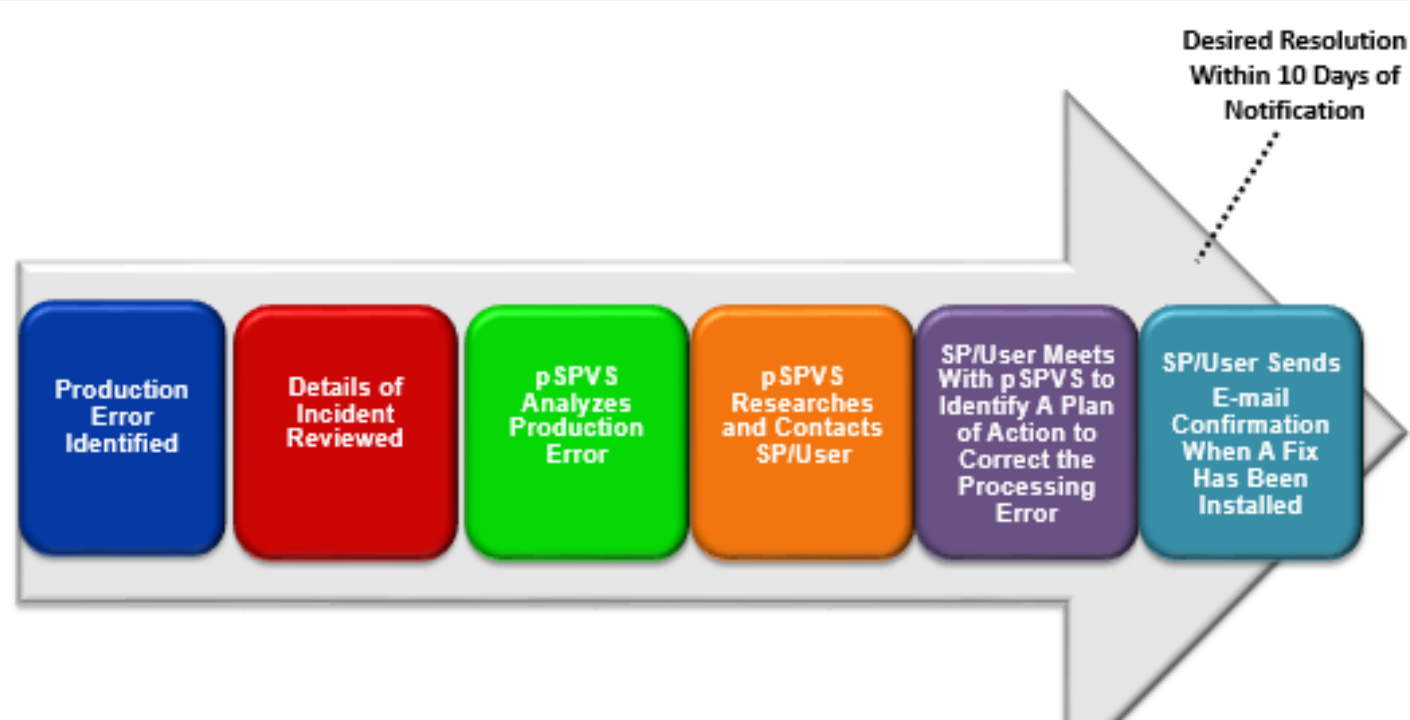 Desired Resolution
Within 10 Days of
Notification
Production
Error
Identified
Details of
Incident
Reviewed
pSPVS
Analyzes
Production
Error
pSPVS
Researches
and Contacts
SP/User
SP/User Meets
With pSPVS to
Identify A Plan
of Action to
Correct the
Processing
Error
SP/User Sends
E-mail
Confirmation
When A Fix
Has Been
Installed